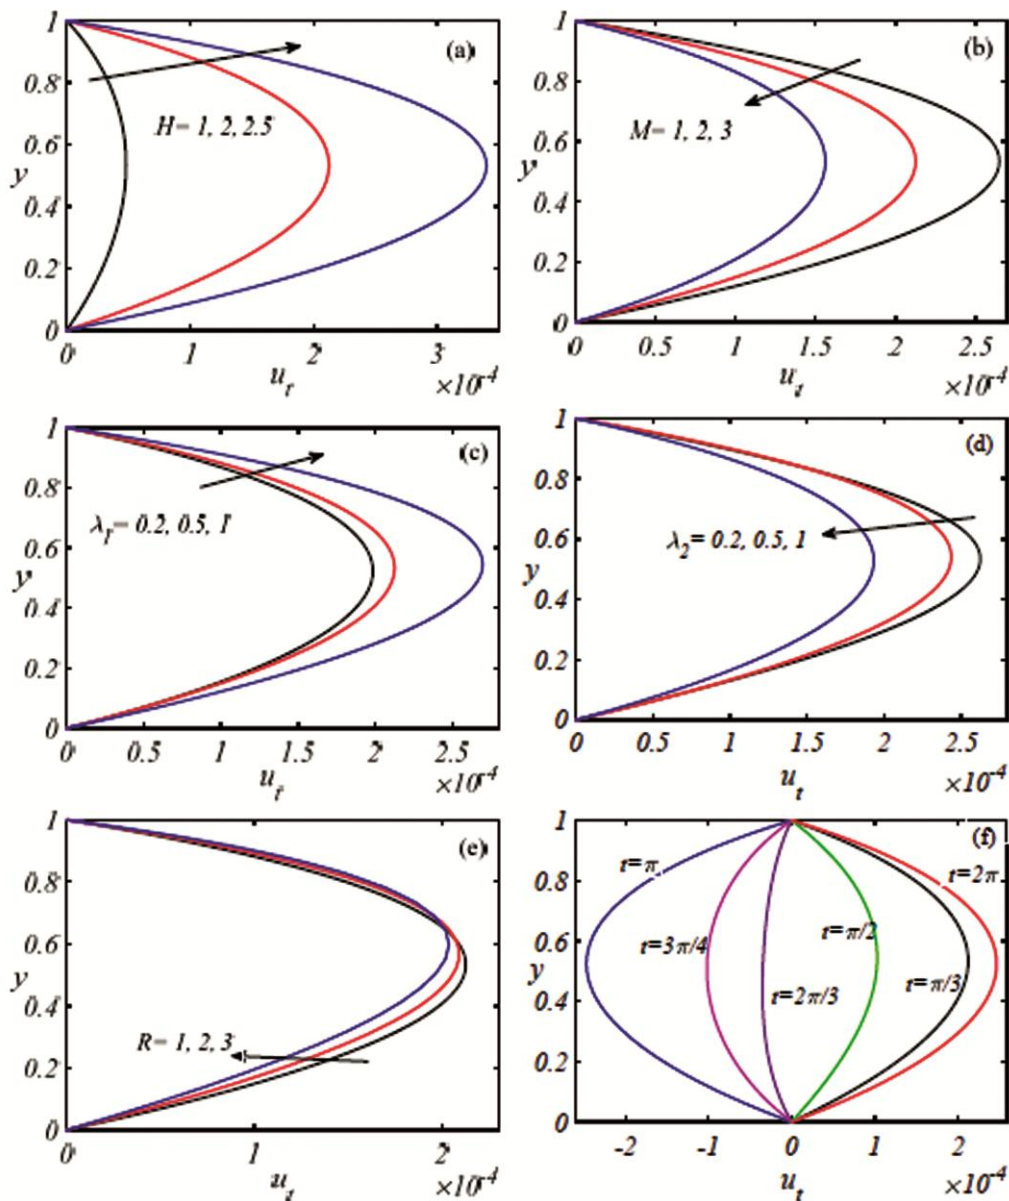 1
(a)
0.8
H= 1, 2, 2.5
0.6
y
0.4
0.2
0
0 1 2 3
u_t
×10^-4
1
(b)
0.8
M= 1, 2, 3
0.6
y
0.4
0.2
0
0 0.5 1 1.5 2 2.5
u_t
×10^-4
1
(c)
0.8
λ_1= 0.2, 0.5, 1
0.6
y
0.4
0.2
0
0 0.5 1 1.5 2 2.5
u_t
×10^-4
1
(d)
0.8
λ_2= 0.2, 0.5, 1
0.6
y
0.4
0.2
0
0 0.5 1 1.5 2 2.5
u_t
×10^-4
1
(e)
0.8
0.6
y
0.4
R= 1, 2, 3
0.2
0
0 1 2
u_t
×10^-4
1
(f)
t=π
t=2π
0.8
t=3π/4
t=π/2
0.6
y
t=2π/3
t=π/3
0.4
0.2
0
-2 -1 0 1 2
u_t
×10^-4